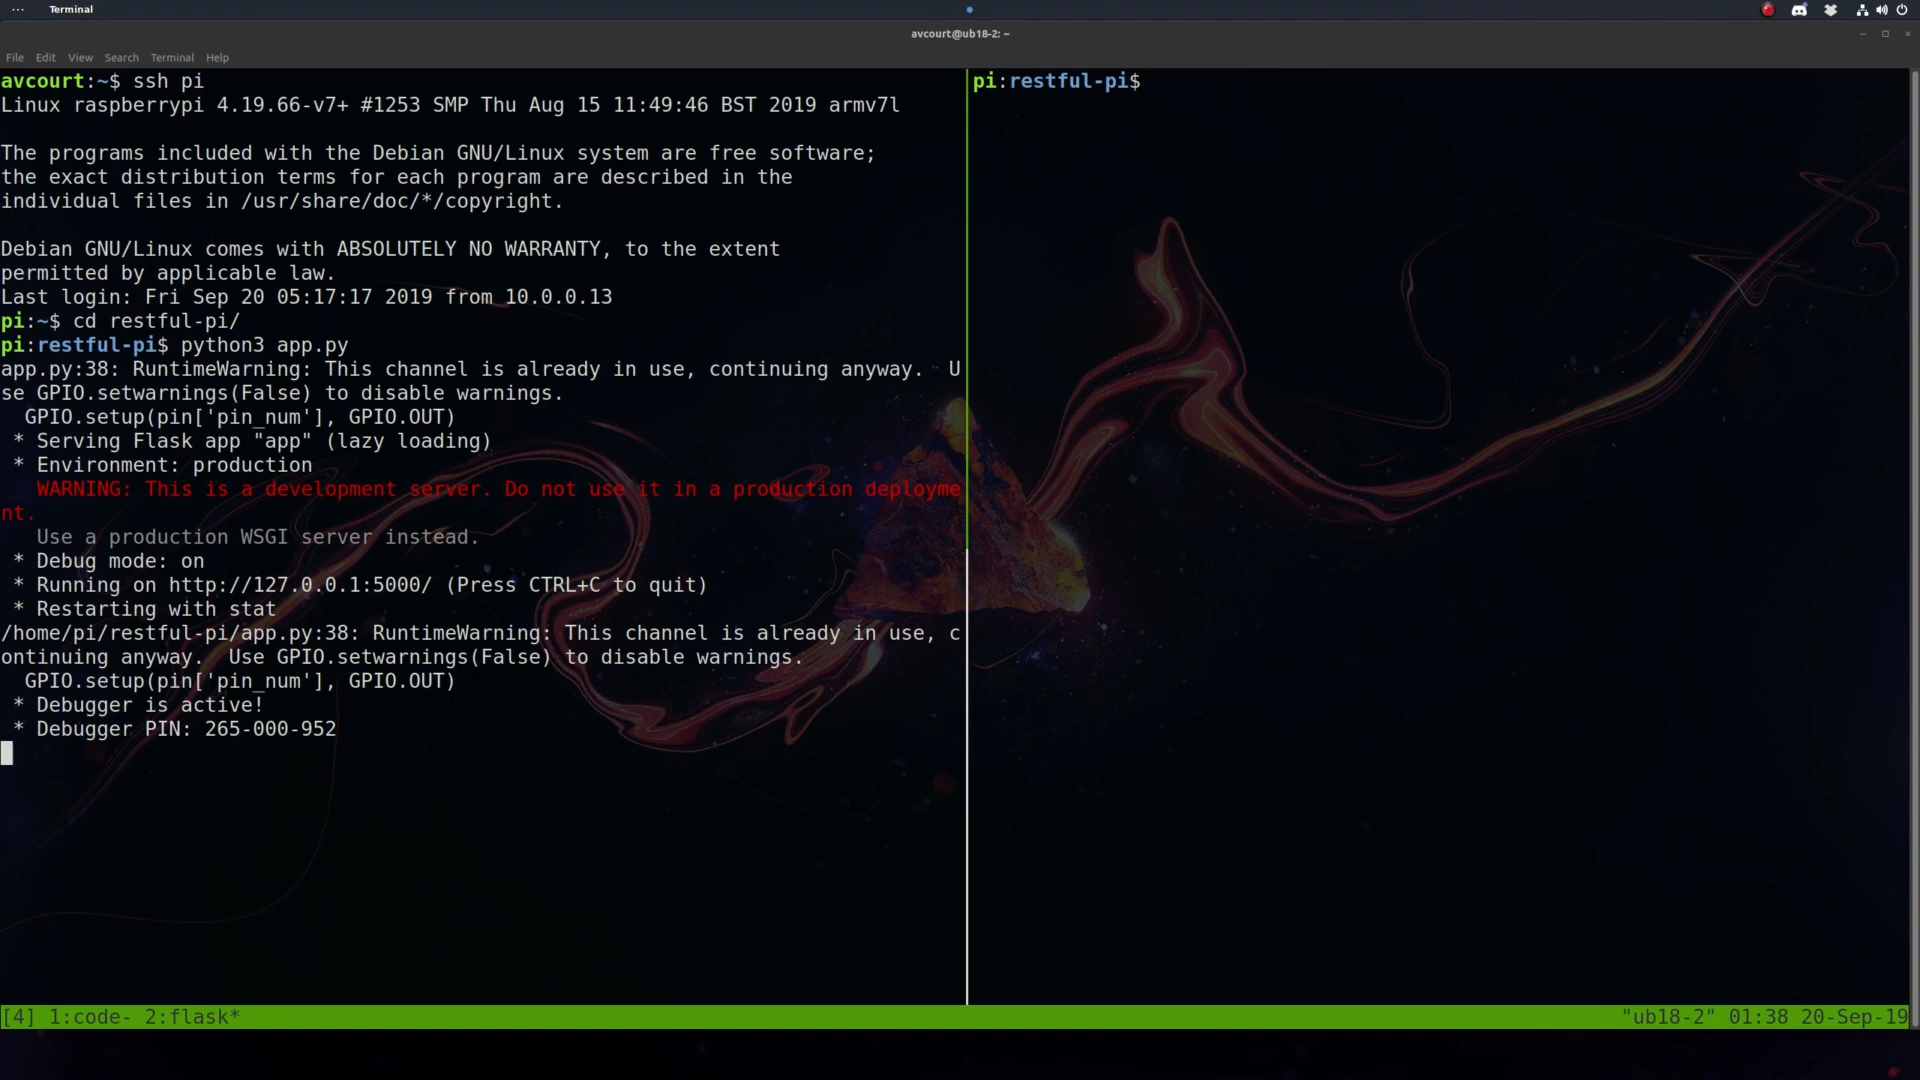 ··· Terminal
avcourt@ub18-2: ~
File Edit View Search Terminal Help
avcourt:~$ ssh pi
Linux raspberrypi 4.19.66-v7+ #1253 SMP Thu Aug 15 11:49:46 BST 2019 armv7l
The programs included with the Debian GNU/Linux system are free software;
the exact distribution terms for each program are described in the
individual files in /usr/share/doc/*/copyright.
Debian GNU/Linux comes with ABSOLUTELY NO WARRANTY, to the extent
permitted by applicable law.
Last login: Fri Sep 20 05:17:17 2019 from 10.0.0.13
pi:~$ cd restful-pi/
pi:restful-pi$ python3 app.py
app.py:38: RuntimeWarning: This channel is already in use, continuing anyway.  U
se GPIO.setwarnings(False) to disable warnings.
  GPIO.setup(pin['pin_num'], GPIO.OUT)
 * Serving Flask app "app" (lazy loading)
 * Environment: production
   WARNING: This is a development server. Do not use it in a production deployme
nt.
   Use a production WSGI server instead.
 * Debug mode: on
 * Running on http://127.0.0.1:5000/ (Press CTRL+C to quit)
 * Restarting with stat
/home/pi/restful-pi/app.py:38: RuntimeWarning: This channel is already in use, c
ontinuing anyway.  Use GPIO.setwarnings(False) to disable warnings.
  GPIO.setup(pin['pin_num'], GPIO.OUT)
 * Debugger is active!
 * Debugger PIN: 265-000-952
pi:restful-pi$
[4] 1:code- 2:flask* "ub18-2" 01:38 20-Sep-19